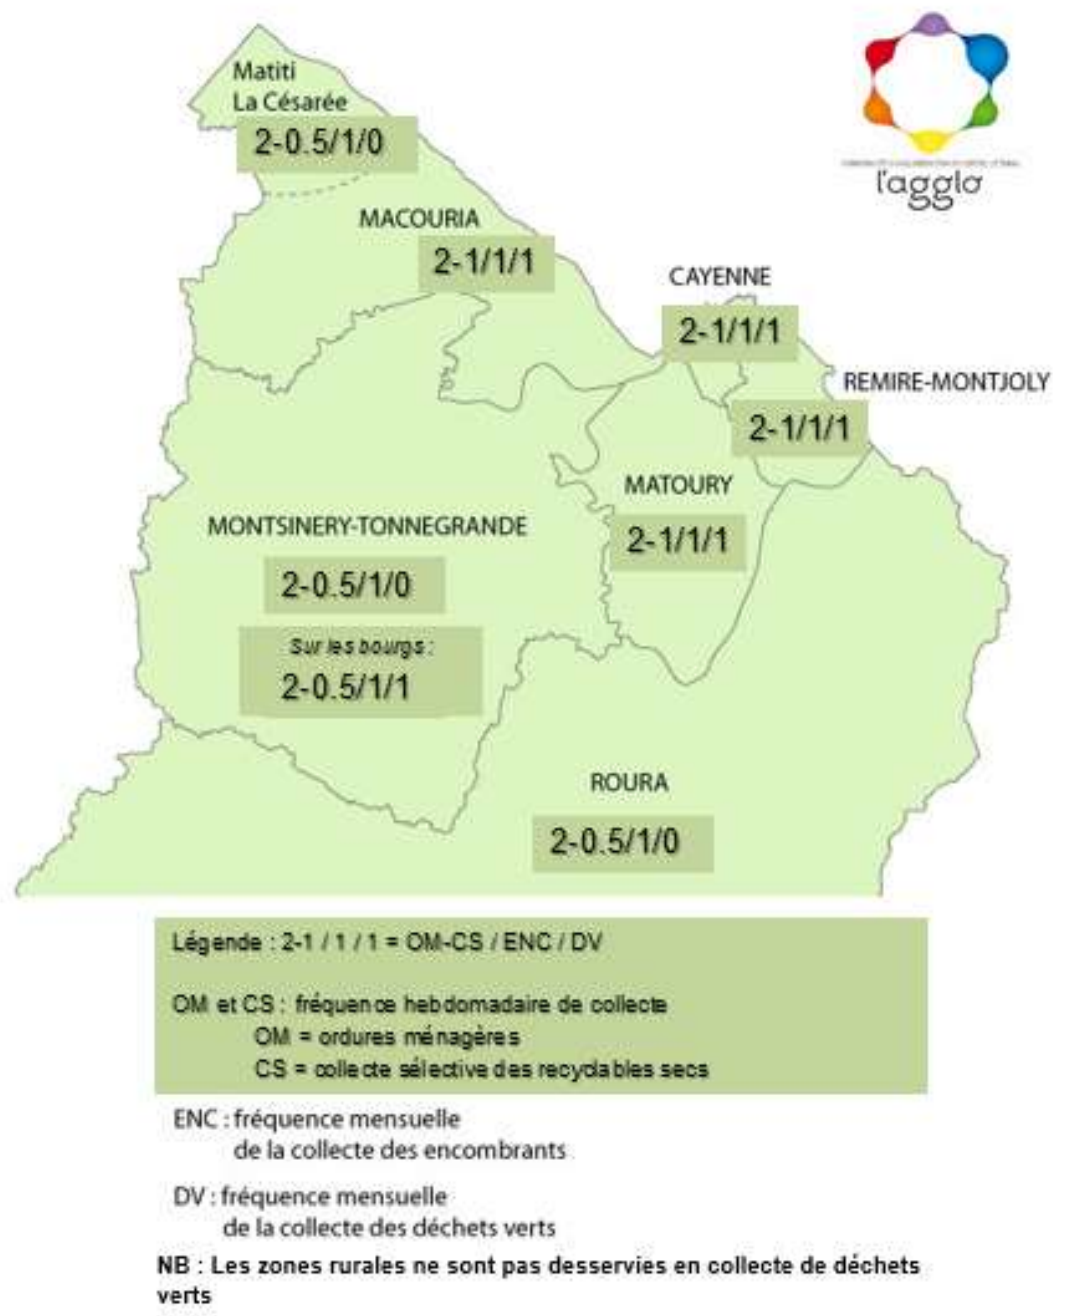 Matiti
La Césarée
2-0.5/1/0
l'agglo
MACOURIA
2-1/1/1
CAYENNE
2-1/1/1
REMIRE-MONTJOLY
2-1/1/1
MATOURY
2-1/1/1
MONTSINERY-TONNEGRANDE
2-0.5/1/0
Sur les bourgs :
2-0.5/1/1
ROURA
2-0.5/1/0
Légende : 2-1 / 1 / 1 = OM-CS / ENC / DV
OM et CS : fréquence hebdomadaire de collecte
OM = ordures ménagères
CS = collecte sélective des recyclables secs
ENC : fréquence mensuelle
de la collecte des encombrants
DV : fréquence mensuelle
de la collecte des déchets verts
NB : Les zones rurales ne sont pas desservies en collecte de déchets
verts